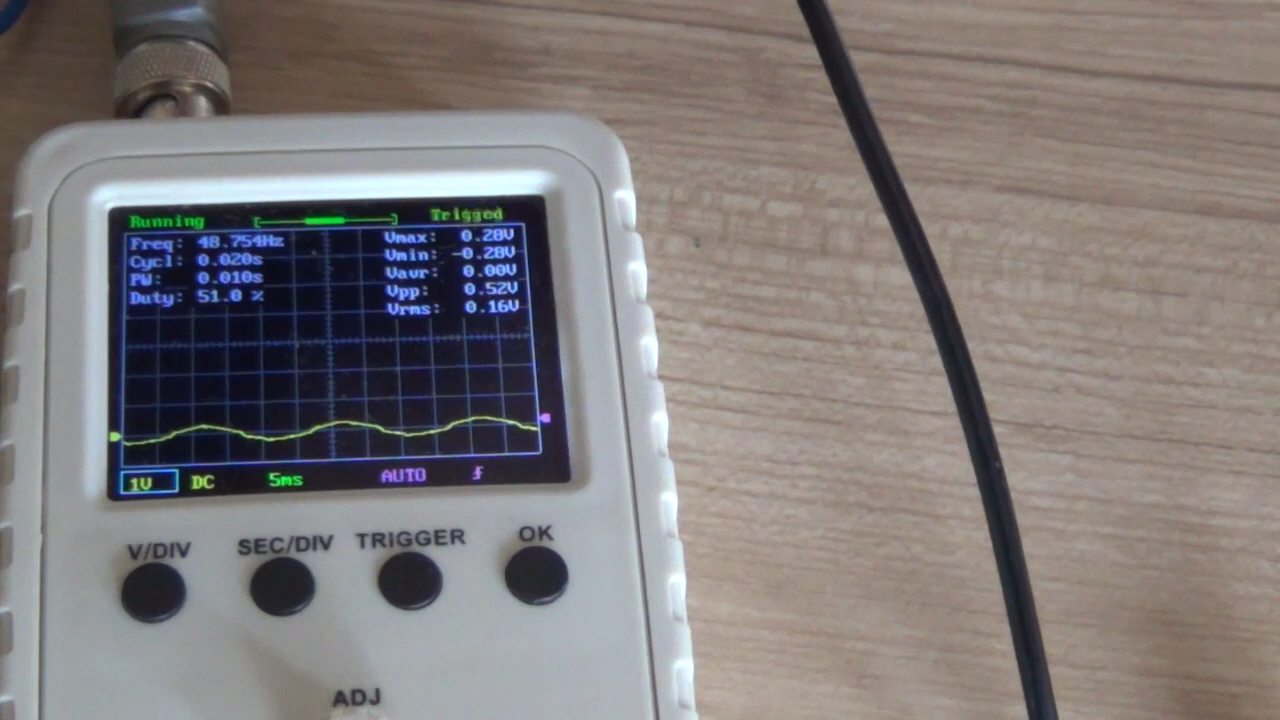 Running Trigged
Freq: 48.754Hz Vmax: 0.28V
Cycl: 0.020s Vmin: -0.28V
PW: 0.010s Vavr: 0.00V
Duty: 51.0 % Vpp: 0.52V
Vrms: 0.16V
1V DC 5ms AUTO
V/DIV SEC/DIV TRIGGER OK
ADJ